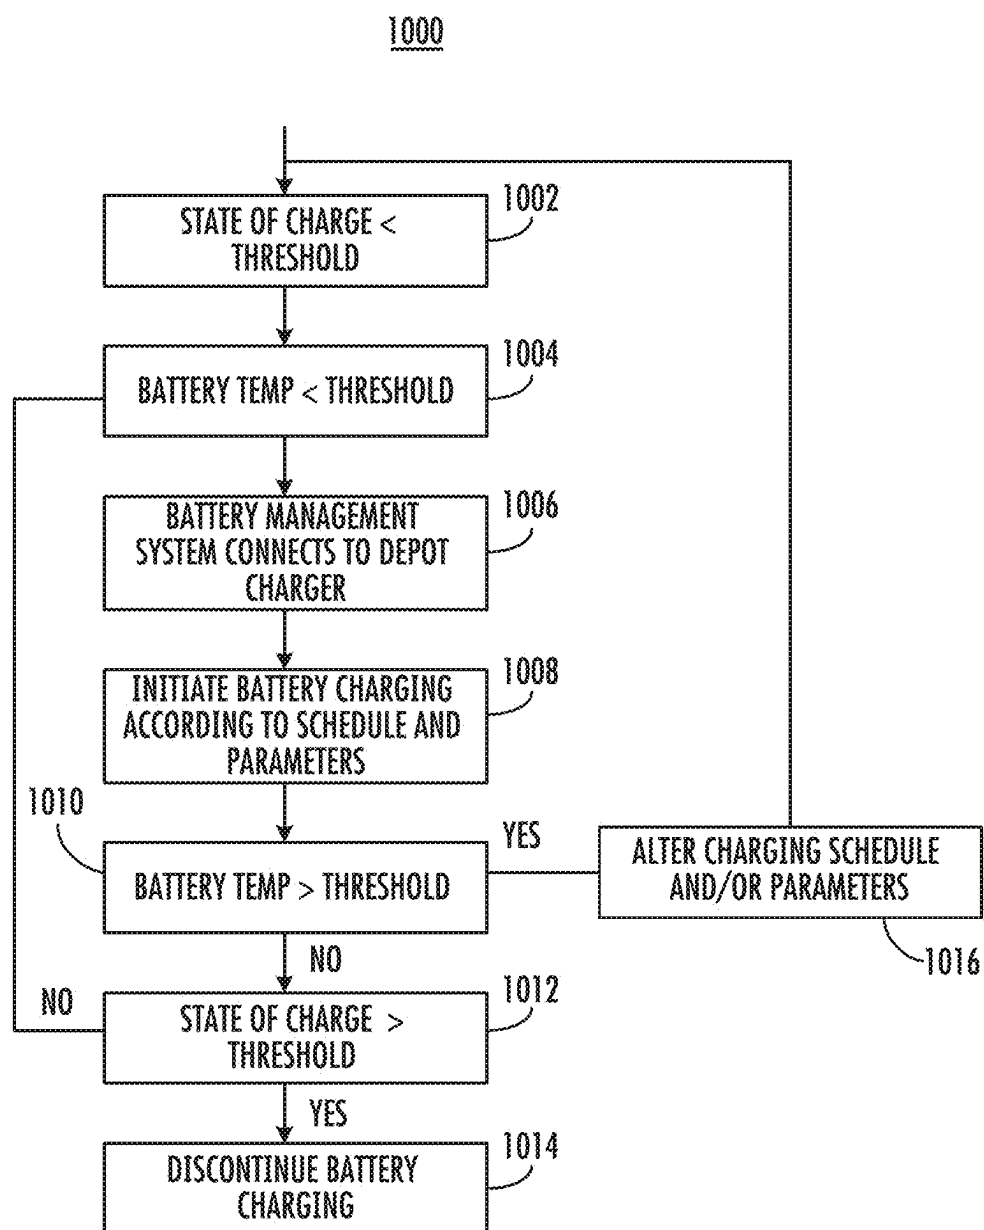 1000
1002
STATE OF CHARGE <
THRESHOLD
1004
BATTERY TEMP < THRESHOLD
1006
BATTERY MANAGEMENT
SYSTEM CONNECTS TO DEPOT
CHARGER
1008
INITIATE BATTERY CHARGING
ACCORDING TO SCHEDULE AND
PARAMETERS
1010
YES
BATTERY TEMP > THRESHOLD
ALTER CHARGING SCHEDULE
AND/OR PARAMETERS
1016
NO
NO
1012
STATE OF CHARGE >
THRESHOLD
YES
1014
DISCONTINUE BATTERY
CHARGING